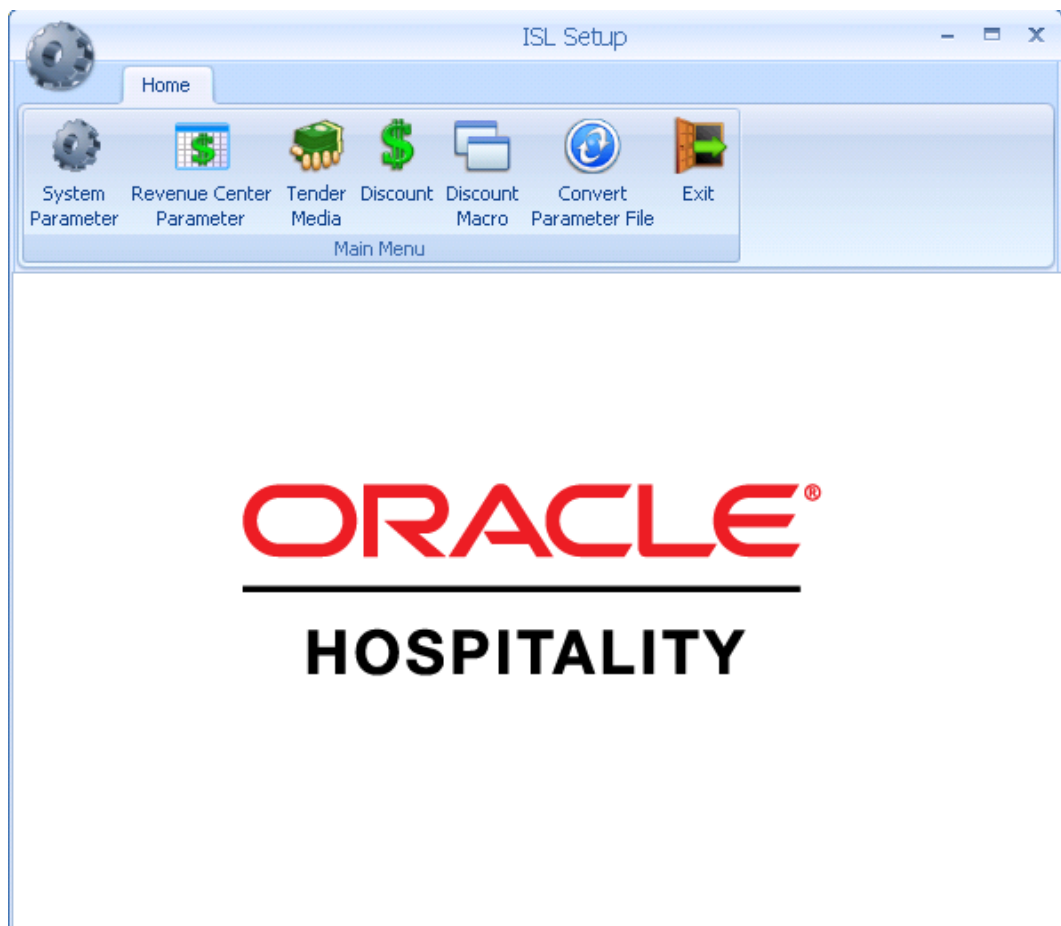 ISL Setup
Home
System Revenue Center Tender Discount Discount Convert Exit
Parameter Parameter Media Macro Parameter File
Main Menu
ORACLE®
HOSPITALITY